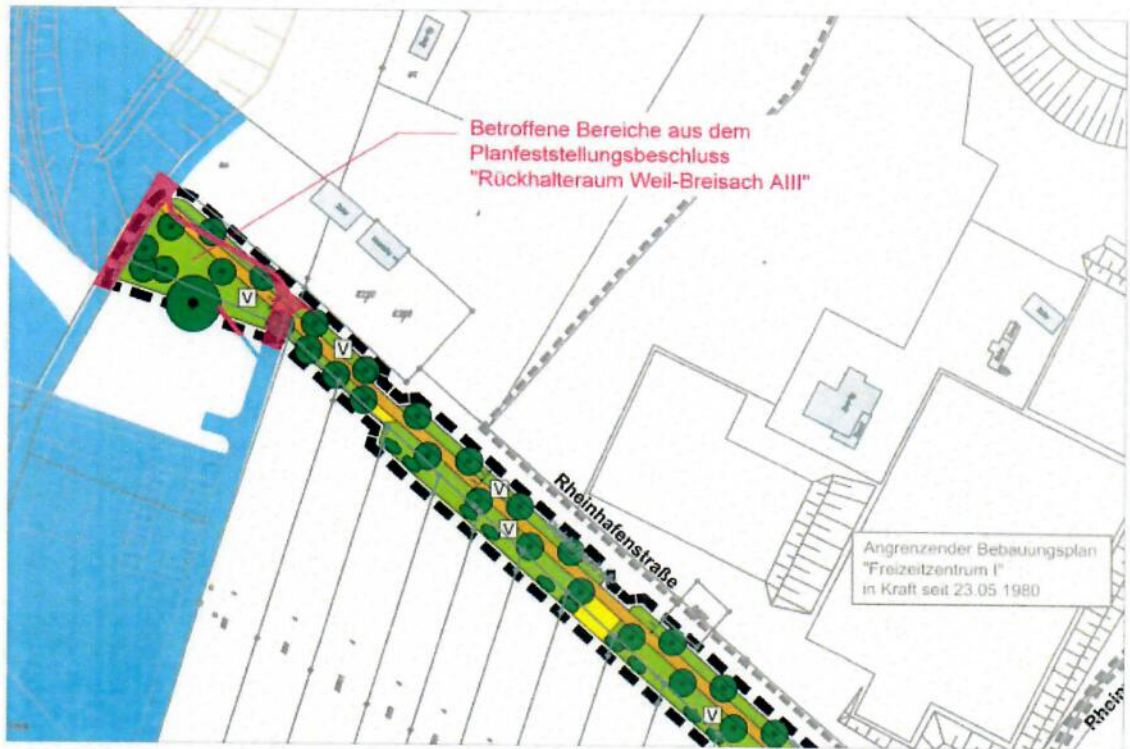 Betroffene Bereiche aus dem
Planfeststellungsbeschluss
"Rückhalteraum Weil-Breisach AIII"
V
V
V
V
Rheinhafenstraße
Angrenzender Bebauungsplan
"Freizeitzentrum I"
in Kraft seit 23.05.1980
V
Rhein